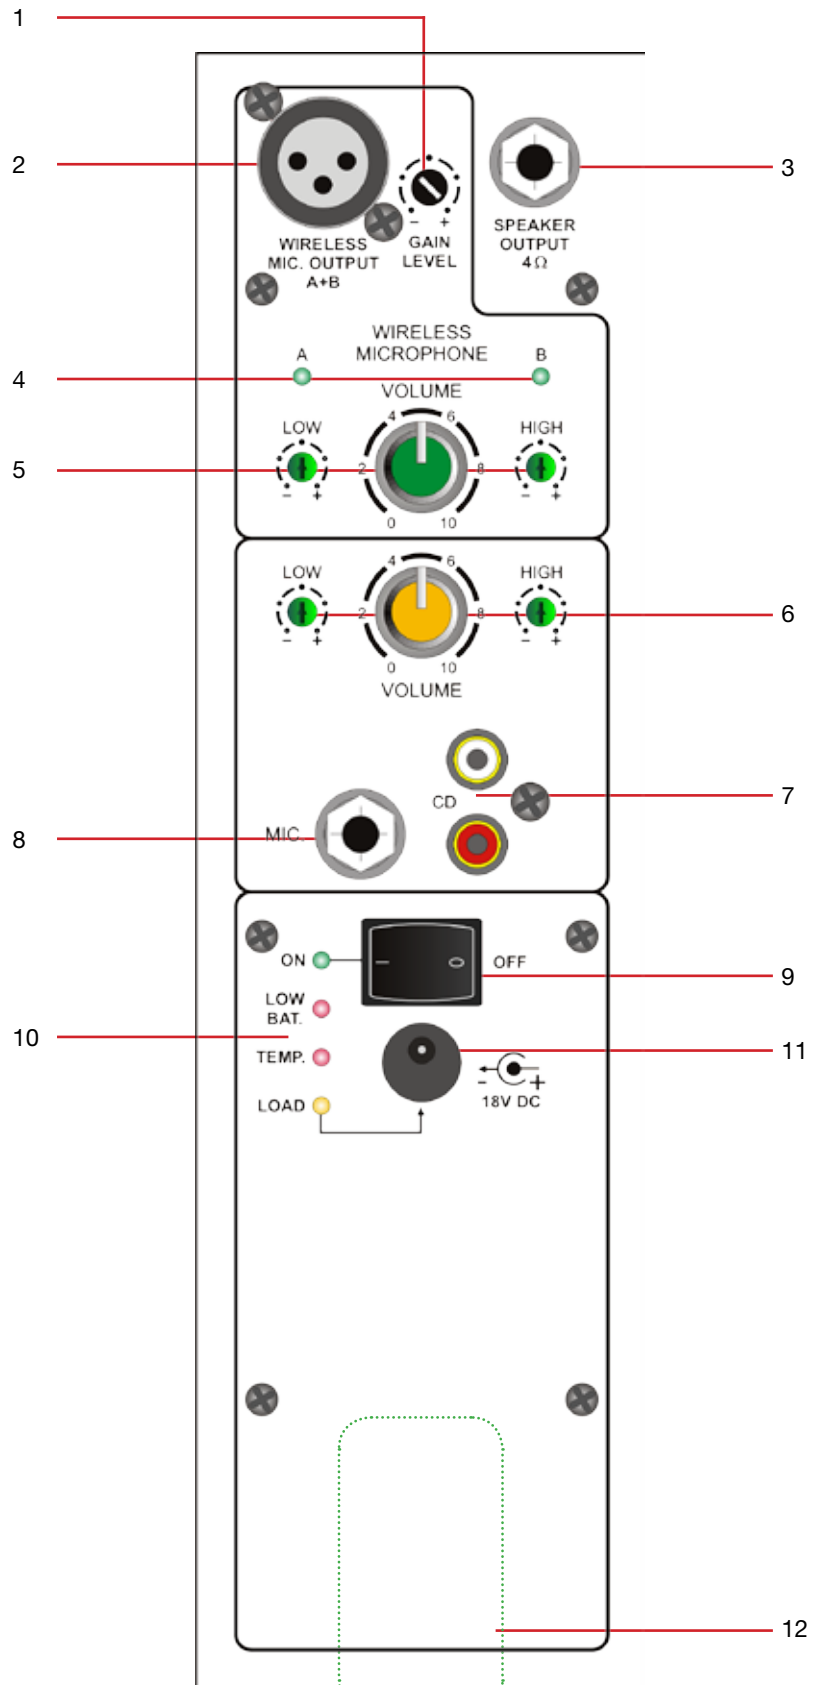 1
2
3
WIRELESS
MIC. OUTPUT
A+B
- +
GAIN
LEVEL
SPEAKER
OUTPUT
4Ω
WIRELESS
MICROPHONE
A
B
4
VOLUME
LOW
4 6
HIGH
5
2 8
- +
- +
0 10
LOW
4 6
HIGH
2 8
6
- +
- +
0 10
VOLUME
CD
7
8
MIC.
ON
OFF
9
LOW
BAT.
10
TEMP.
11
- +
18V DC
LOAD
12